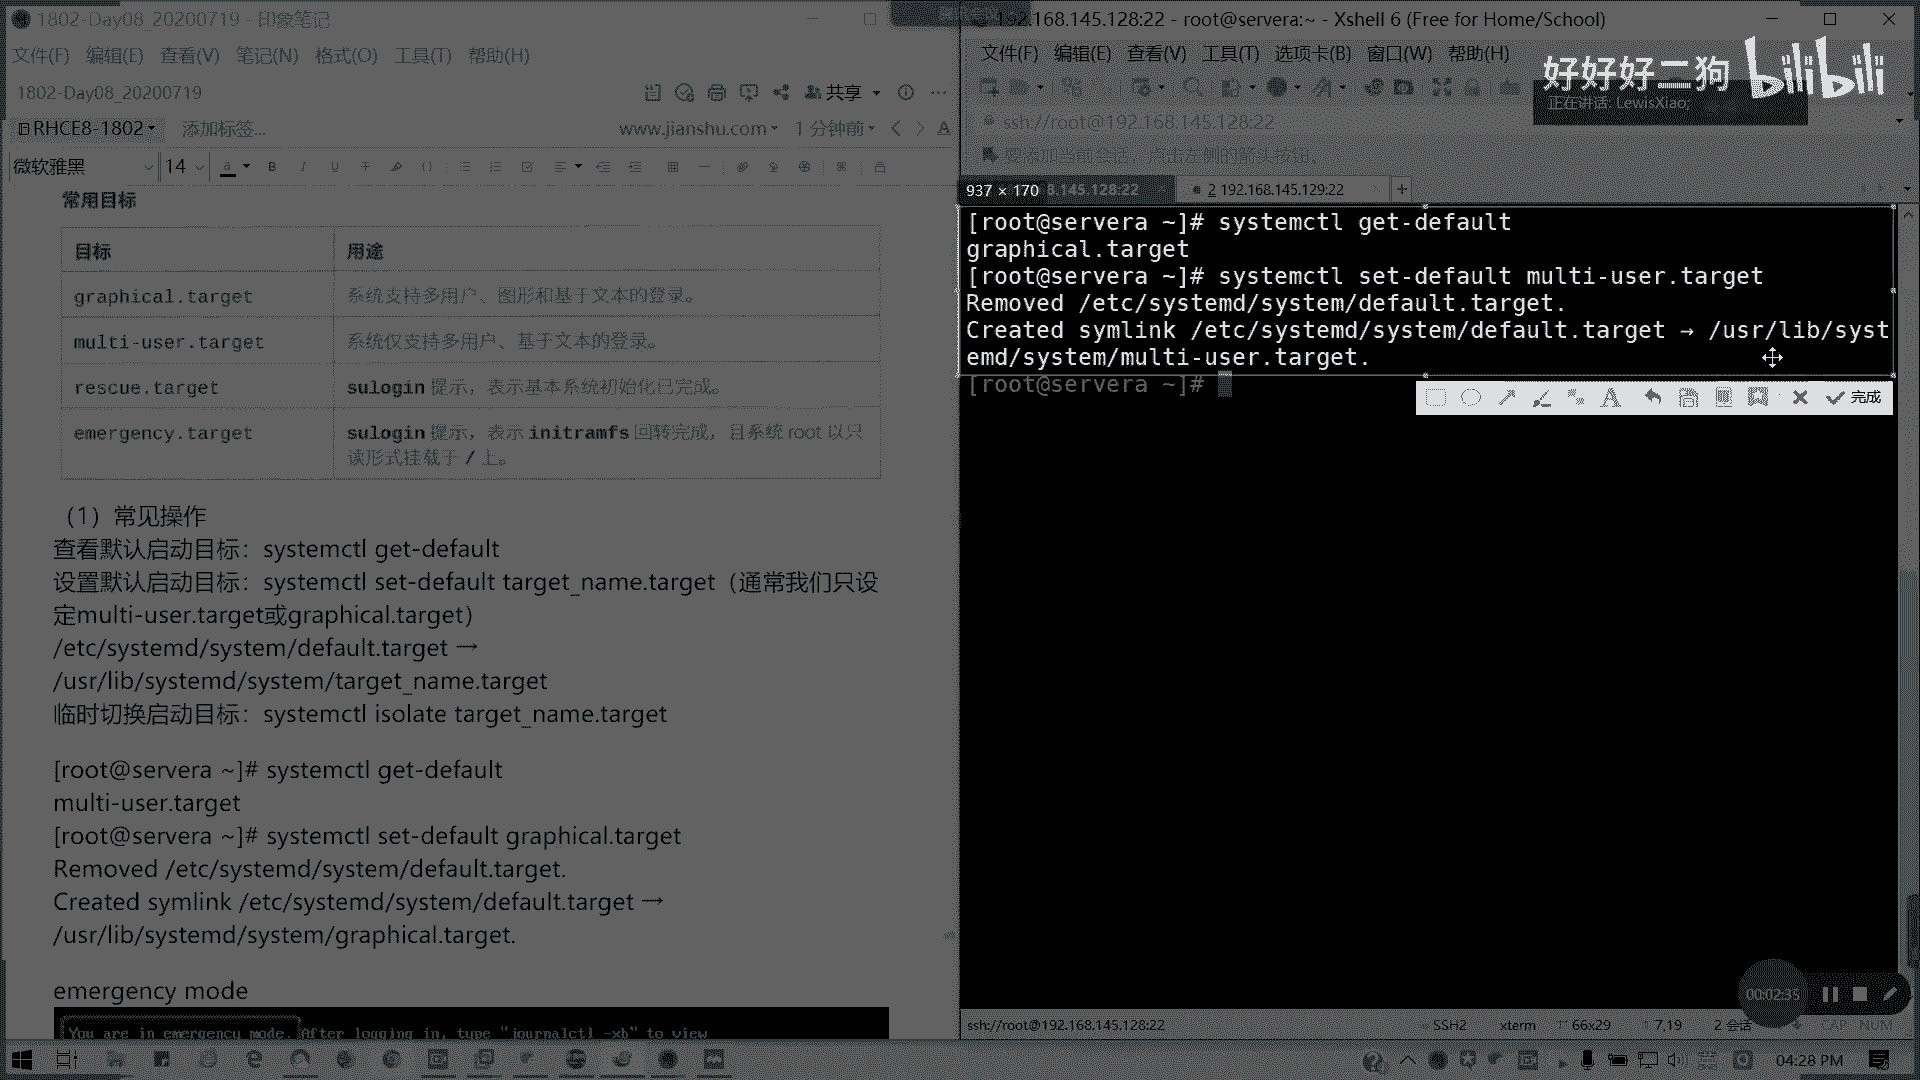 1802-Day08_20200719 - 印象笔记
文件(F) 编辑(E) 查看(V) 笔记(N) 格式(O) 工具(T) 帮助(H)
1802-Day08_20200719
共享
RHCE8-1802 添加标签...
www.jianshu.com 1 分钟前
微软雅黑 14
常用目标
目标 用途
graphical.target 系统支持多用户、图形和基于文本的登录。
multi-user.target 系统仅支持多用户、基于文本的登录。
rescue.target sulogin 提示，表示基本系统初始化已完成。
emergency.target sulogin 提示，表示 initramfs 回转完成，且系统 root 以只
读形式挂载于 / 上。
（1）常见操作
查看默认启动目标：systemctl get-default
设置默认启动目标：systemctl set-default target_name.target（通常我们只设
定multi-user.target或graphical.target）
/etc/systemd/system/default.target →
/usr/lib/systemd/system/target_name.target
临时切换启动目标：systemctl isolate target_name.target
[root@servera ~]# systemctl get-default
multi-user.target
[root@servera ~]# systemctl set-default graphical.target
Removed /etc/systemd/system/default.target.
Created symlink /etc/systemd/system/default.target →
/usr/lib/systemd/system/graphical.target.
emergency mode
You are in emergency mode. After logging in, type "journalctl -xb" to view
192.168.145.128:22 - root@servera:~ - Xshell 6 (Free for Home/School)
文件(F) 编辑(E) 查看(V) 工具(T) 选项卡(B) 窗口(W) 帮助(H)
好好好二狗 bilibili
正在讲话: LewisXiao;
ssh://root@192.168.145.128:22
要添加当前会话，点击左侧的箭头按钮。
937 × 170 8.145.128:22 2 192.168.145.129:22
[root@servera ~]# systemctl get-default
graphical.target
[root@servera ~]# systemctl set-default multi-user.target
Removed /etc/systemd/system/default.target.
Created symlink /etc/systemd/system/default.target → /usr/lib/syst
emd/system/multi-user.target.
[root@servera ~]#
完成
00:02:35
ssh://root@192.168.145.128:22 SSH2 xterm 66x29 7,19 2 会话 CAP NUM
04:28 PM